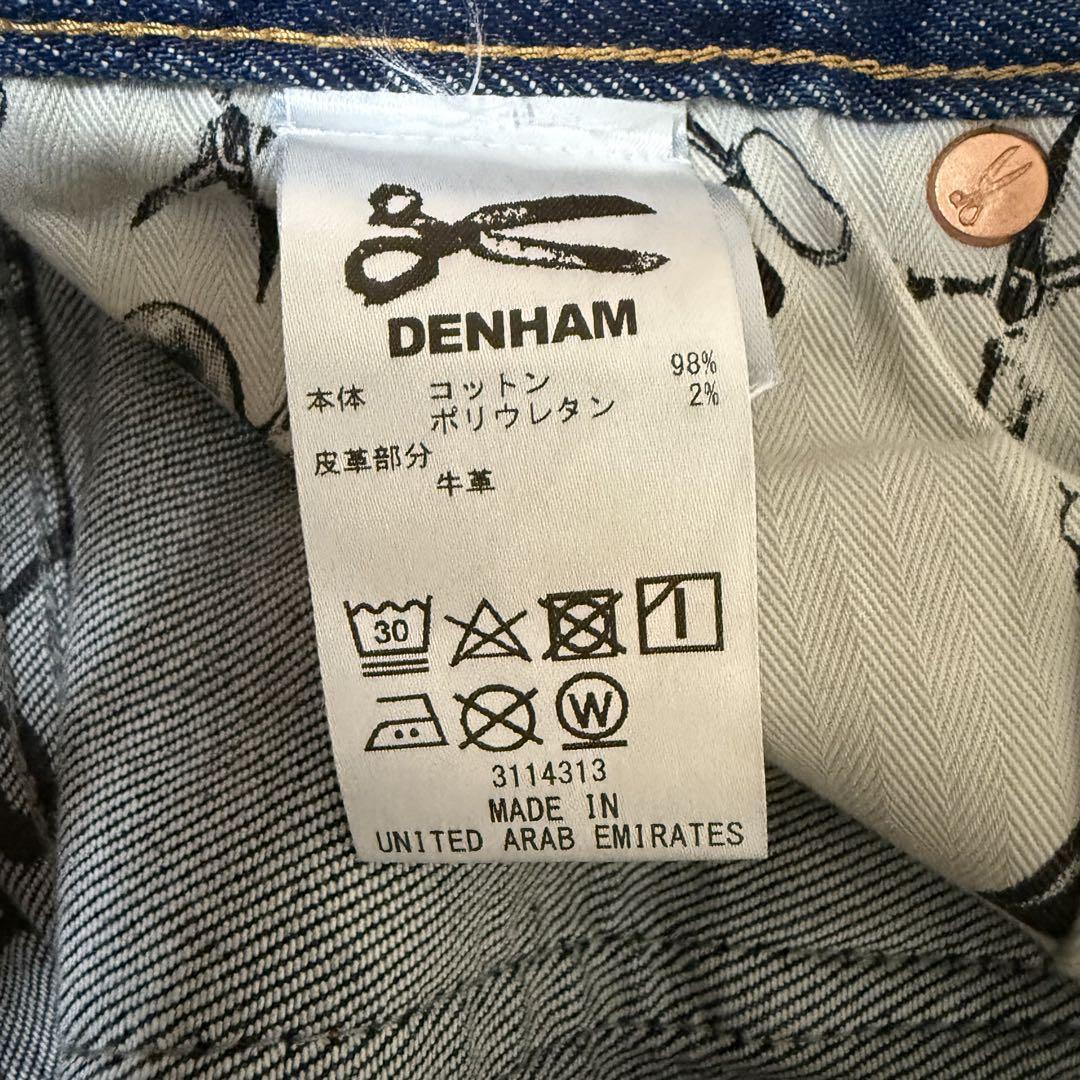 DENHAM
本体 コットン 98%
ポリウレタン 2%
皮革部分
牛革
30
W
3114313
MADE IN
UNITED ARAB EMIRATES